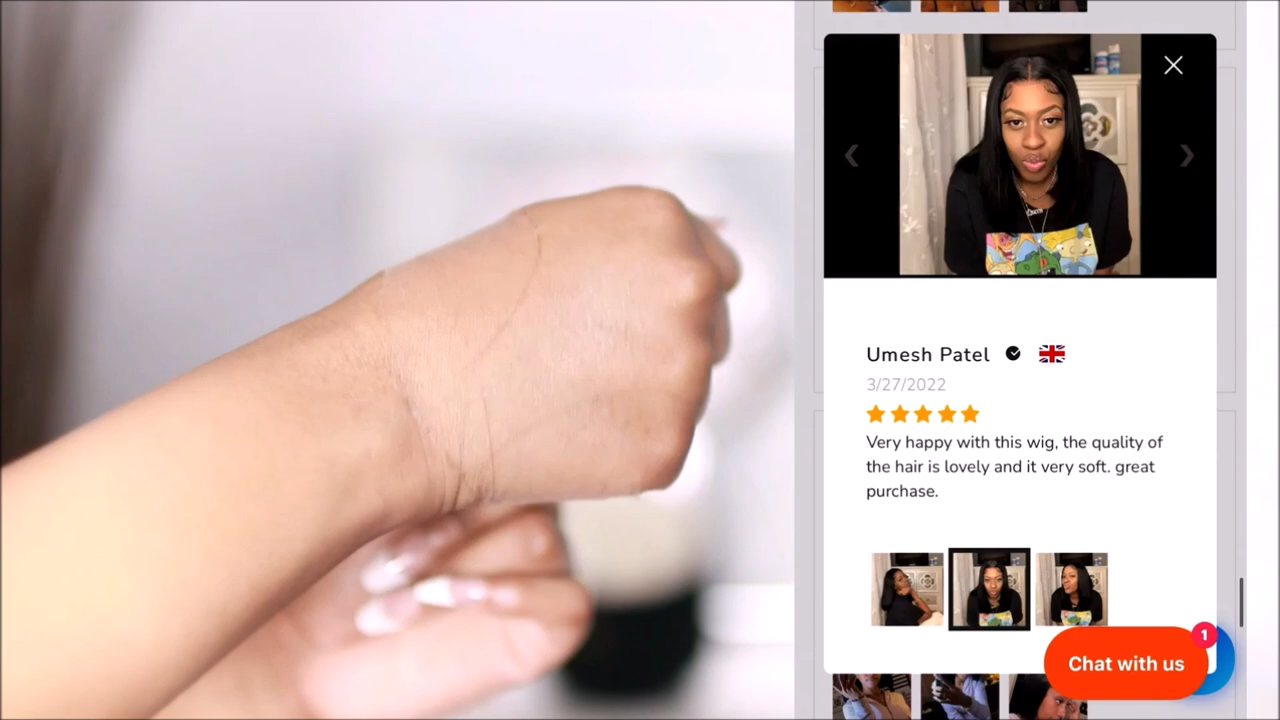 Umesh Patel
3/27/2022
Very happy with this wig, the quality of
the hair is lovely and it very soft. great
purchase.
1
Chat with us